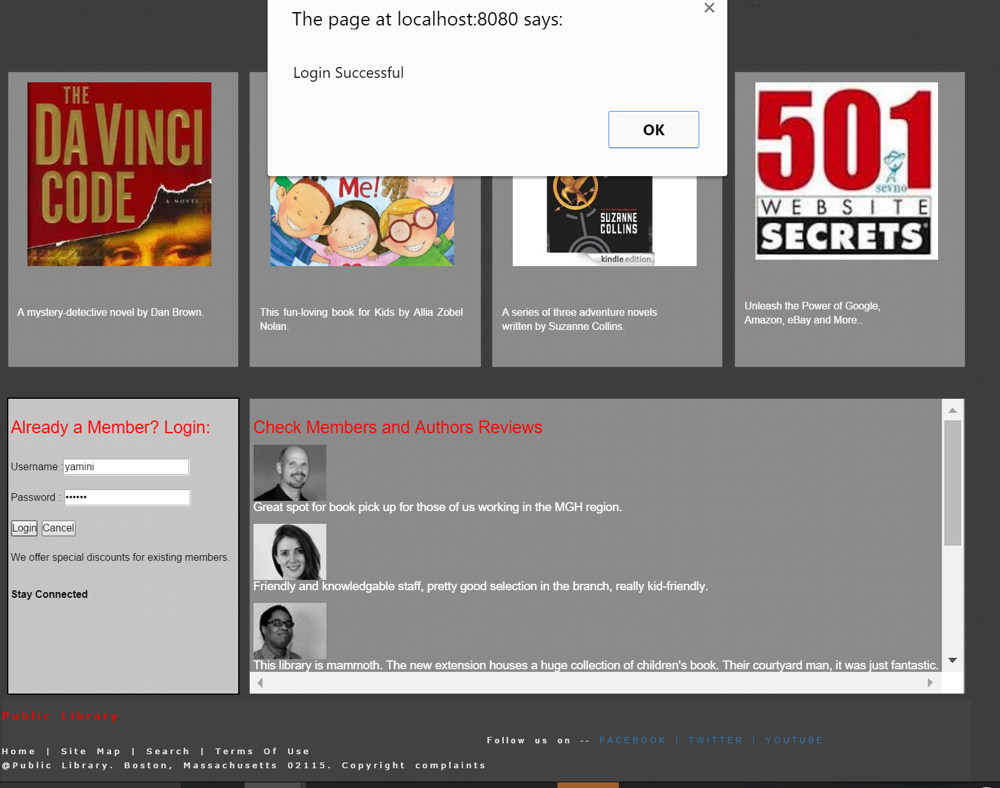 The page at localhost:8080 says:
Login Successful
OK
THE
DA VINCI
CODE
A NOVEL
Me!
SUZANNE
COLLINS
kindle edition
501
sevno
WEBSITE
SECRETS
A mystery-detective novel by Dan Brown.
This fun-loving book for Kids by Allia Zobel
Nolan.
A series of three adventure novels
written by Suzanne Collins.
Unleash the Power of Google,
Amazon, eBay and More..
Already a Member? Login:
Username :yamini
Password : ••••••
Login Cancel
We offer special discounts for existing members.
Stay Connected
Check Members and Authors Reviews
Great spot for book pick up for those of us working in the MGH region.
Friendly and knowledgable staff, pretty good selection in the branch, really kid-friendly.
This library is mammoth. The new extension houses a huge collection of children's book. Their courtyard man, it was just fantastic.
Public Library
Follow us on -- FACEBOOK | TWITTER | YOUTUBE
Home | Site Map | Search | Terms Of Use
@Public Library. Boston, Massachusetts 02115. Copyright complaints